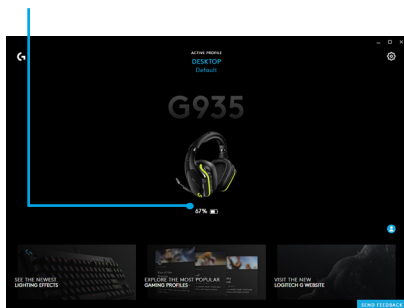 ACTIVE PROFILE
DESKTOP
Default
G935
67%
SEE THE NEWEST
LIGHTING EFFECTS
EXPLORE THE MOST POPULAR
GAMING PROFILES
VISIT THE NEW
LOGITECH G WEBSITE
SEND FEEDBACK